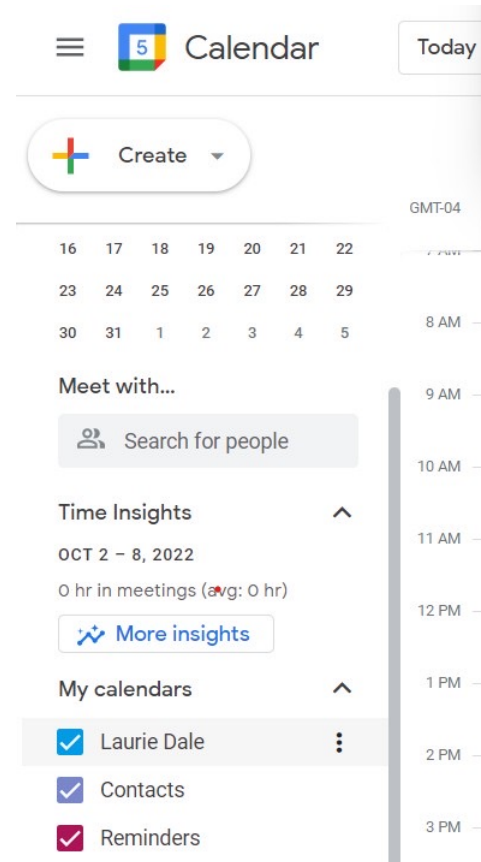 5 Calendar Today
Create
GMT-04
16 17 18 19 20 21 22
23 24 25 26 27 28 29
30 31 1 2 3 4 5
Meet with...
Search for people
Time Insights
OCT 2 – 8, 2022
0 hr in meetings (avg: 0 hr)
More insights
My calendars
Laurie Dale
Contacts
Reminders
8 AM
9 AM
10 AM
11 AM
12 PM
1 PM
2 PM
3 PM